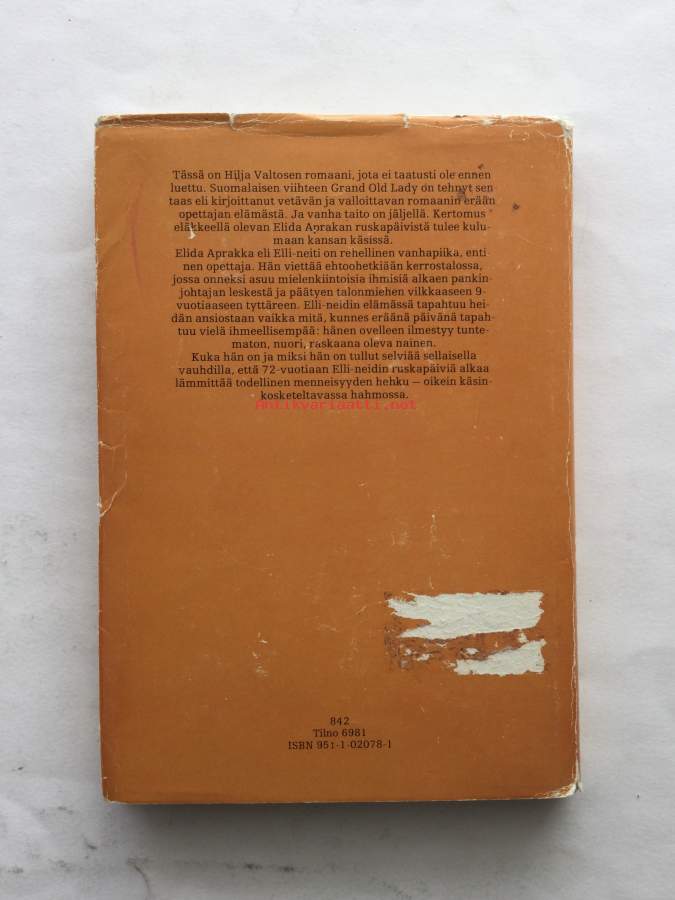 Tässä on Hilja Valtosen romaani, jota ei taatusti ole ennen
luettu. Suomalaisen viihteen Grand Old Lady on tehnyt sen
taas eli kirjoittanut vetävän ja valloittavan romaanin erään
opettajan elämästä. Ja vanha taito on jäljellä. Kertomus
eläkkeellä olevan Elida Aprakan ruskapäivistä tulee kulu-
maan kansan käsissä.
Elida Aprakka eli Elli-neiti on rehellinen vanhapiika, enti
nen opettaja. Hän viettää ehtoohetkiään kerrostalossa,
jossa onneksi asuu mielenkiintoisia ihmisiä alkaen pankin-
johtajan leskestä ja päätyen talonmiehen vilkkaaseen 9-
vuotiaaseen tyttäreen. Elli-neidin elämässä tapahtuu hei-
dän ansiostaan vaikka mitä, kunnes eräänä päivänä tapah-
tuu vielä ihmeellisempää: hänen ovelleen ilmestyy tunte-
maton, nuori, raskaana oleva nainen.
Kuka hän on ja miksi hän on tullut selviää sellaisella
vauhdilla, että 72-vuotiaan Elli-neidin ruskapäiviä alkaa
lämmittää todellinen menneisyyden hehku — oikein käsin-
kosketeltavassa hahmossa.
Antikvariaatti.net
842
Tilno 6981
ISBN 951-1-02078-1